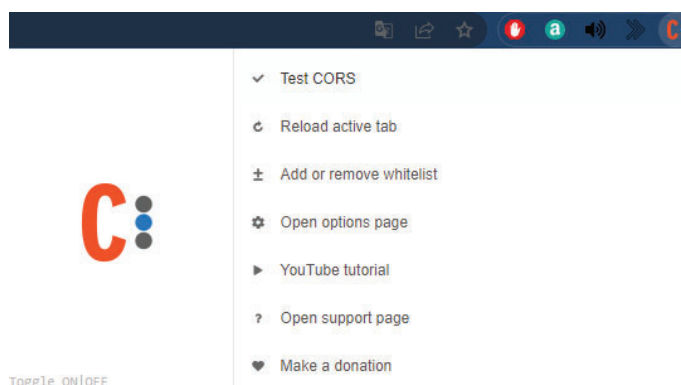 Test CORS
Reload active tab
Add or remove whitelist
Open options page
YouTube tutorial
? Open support page
Make a donation
Toggle ON|OFF